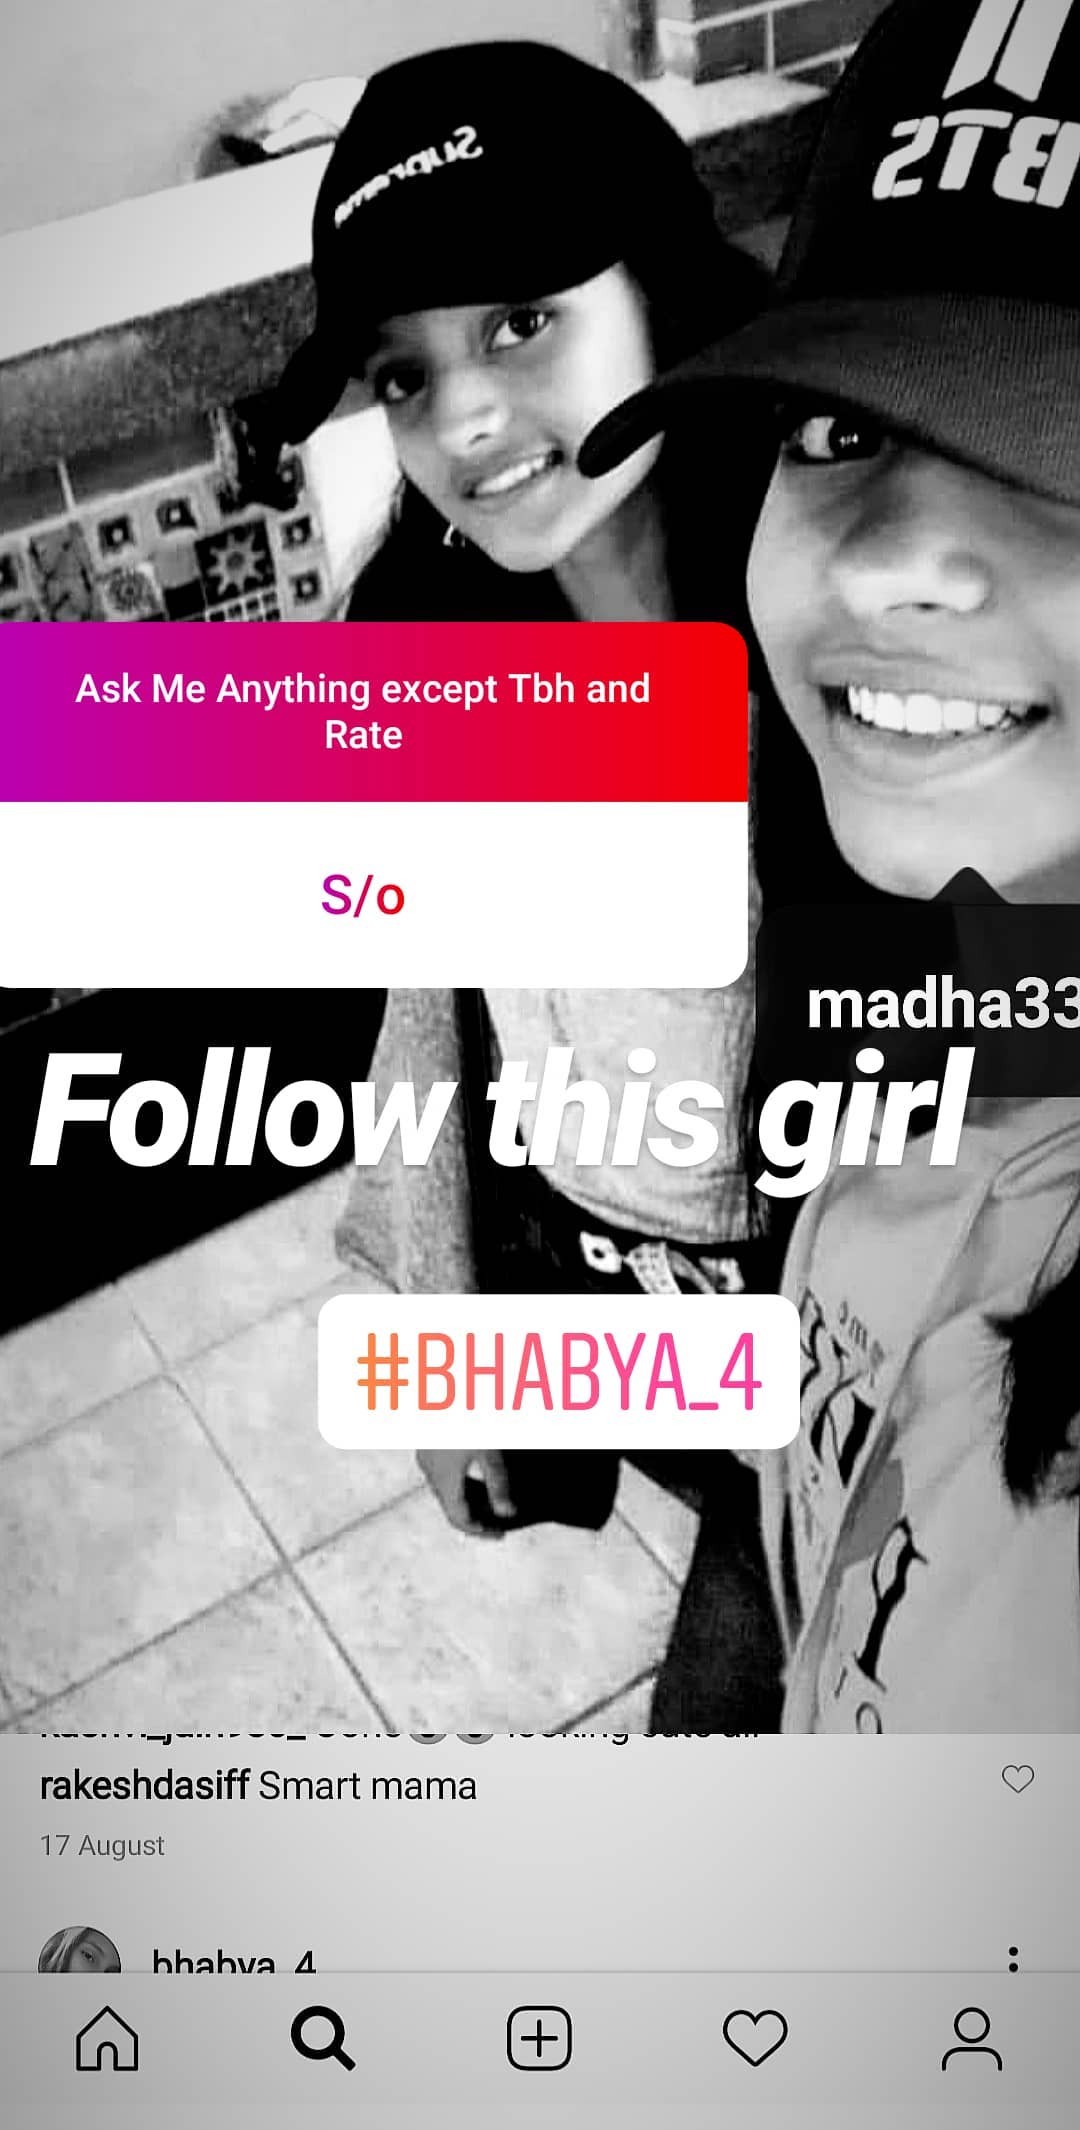 Supreme
BTS
Ask Me Anything except Tbh and
Rate
S/o
madha33
Follow this girl
#BHABYA_4
rakeshdasiff Smart mama
17 August
bhabya_4